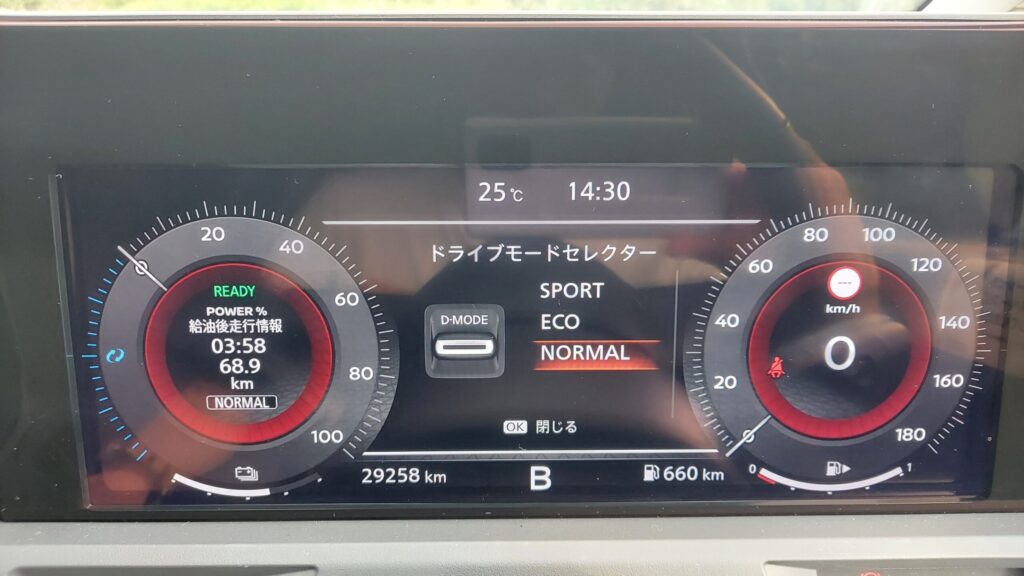 25℃ 14:30
ドライブモードセレクター
D-MODE
SPORT
ECO
NORMAL
OK 閉じる
0
20
40
60
80
100
READY
POWER %
給油後走行情報
03:58
68.9
km
NORMAL
0
20
40
60
80
100
120
140
160
180
---
km/h
0
29258 km
B
660 km
0
1